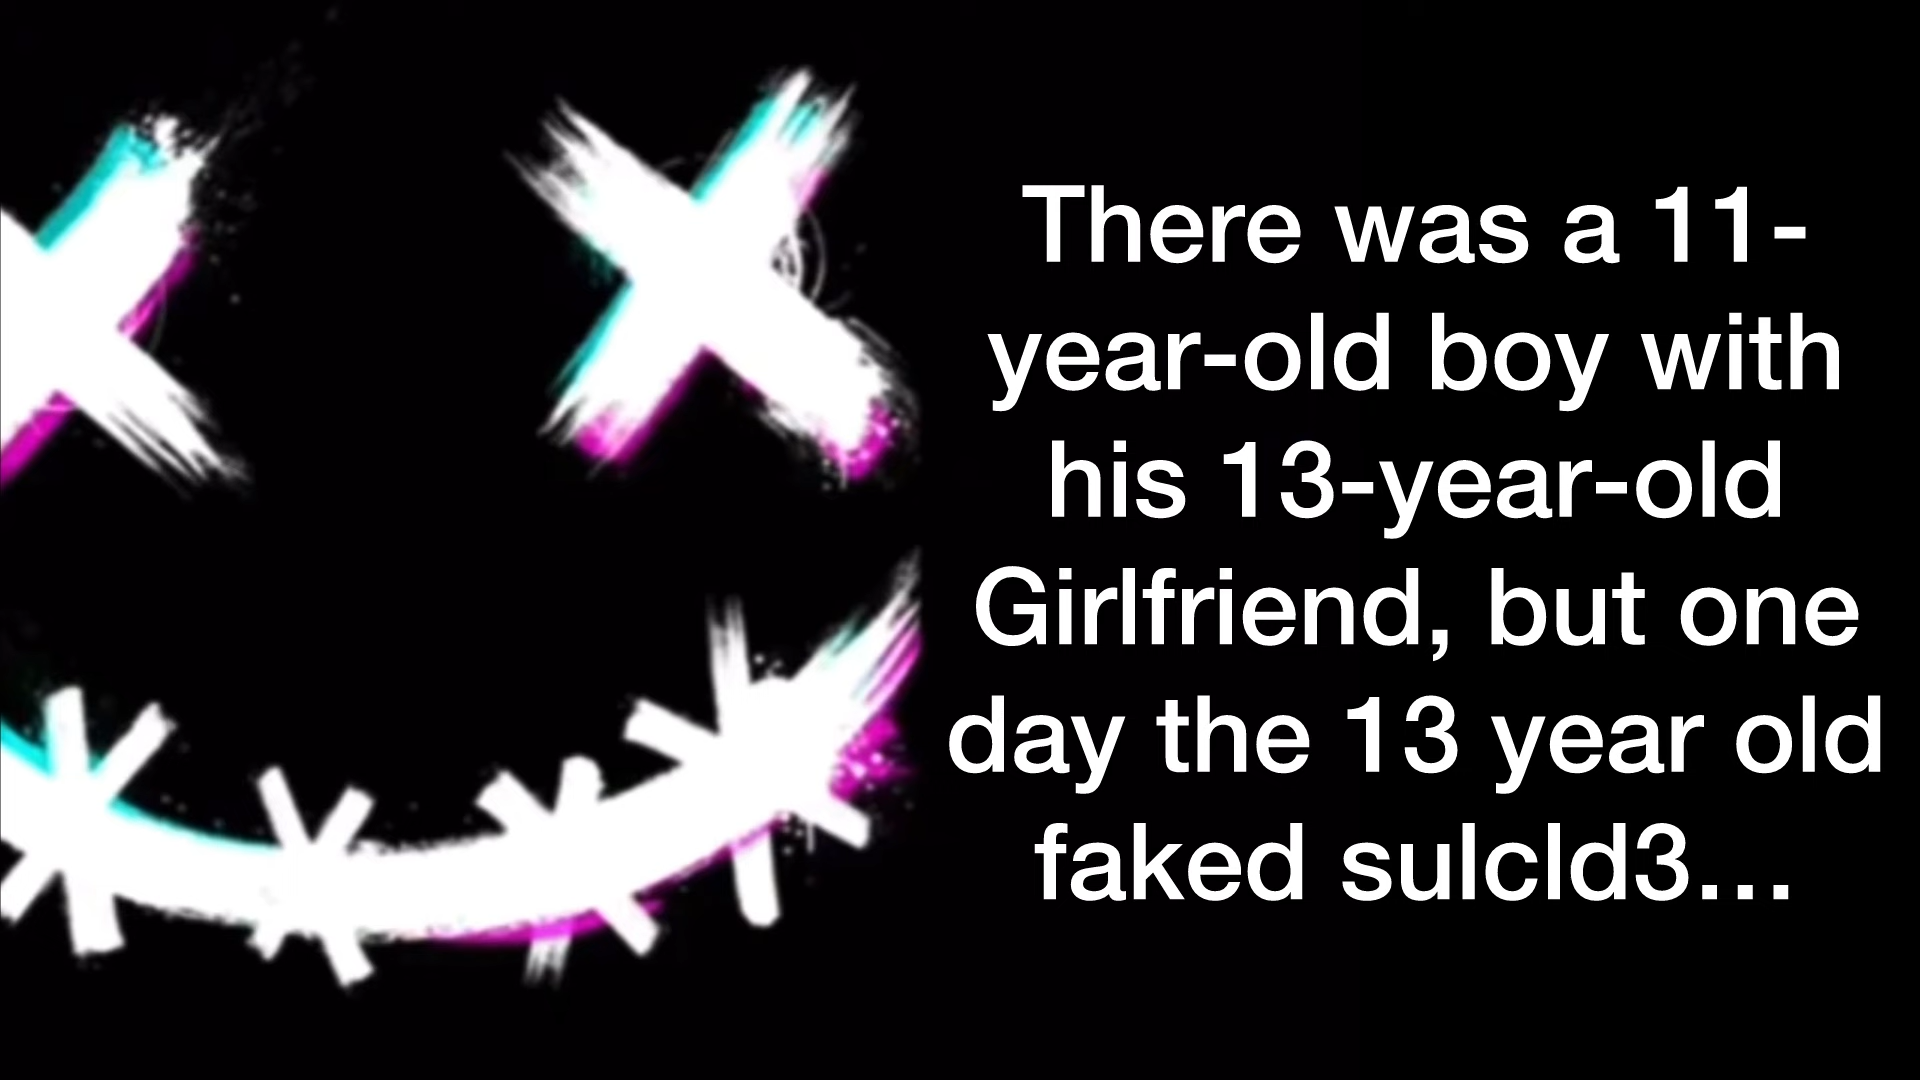 There was a 11-
year-old boy with
his 13-year-old
Girlfriend, but one
day the 13 year old
faked sulcld3...